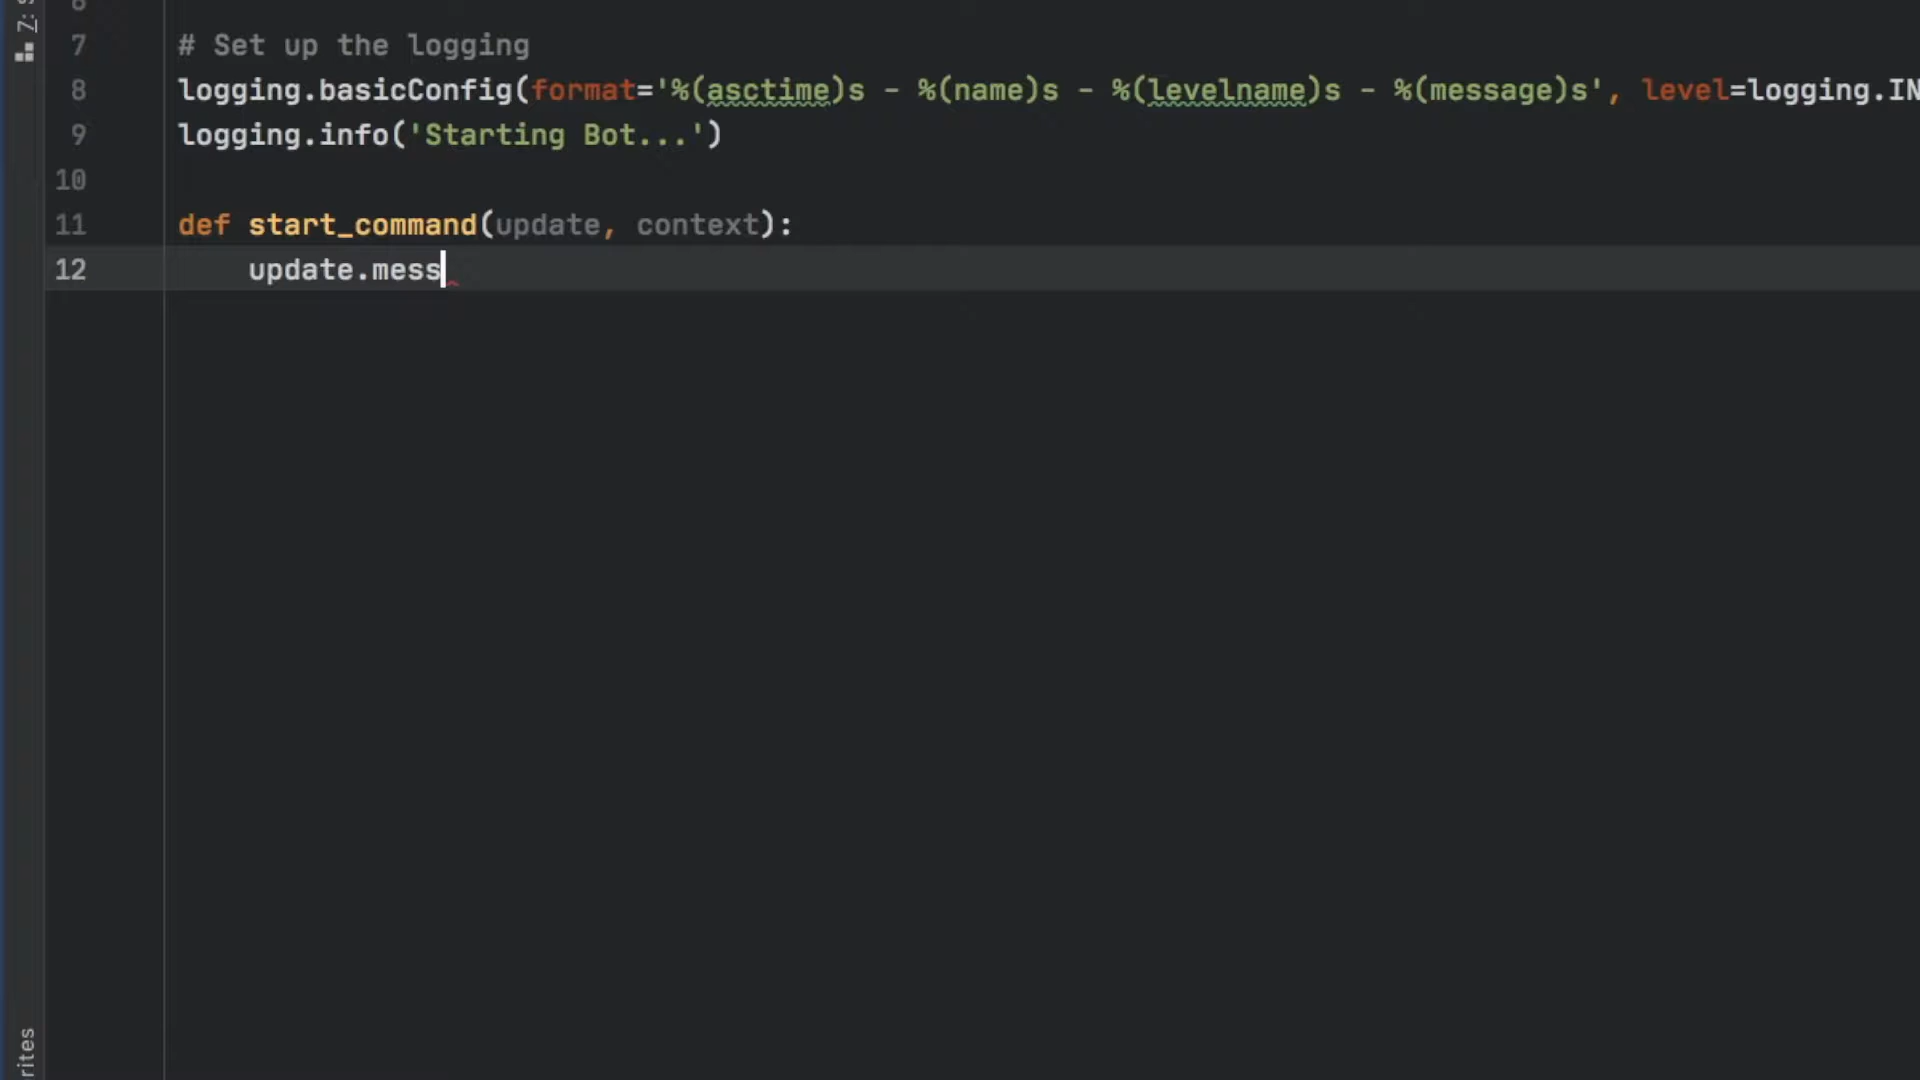 7
# Set up the logging
8
logging.basicConfig(format='%(asctime)s - %(name)s - %(levelname)s - %(message)s', level=logging.IN
9
logging.info('Starting Bot...')
10
11
def start_command(update, context):
12
update.mess
rites